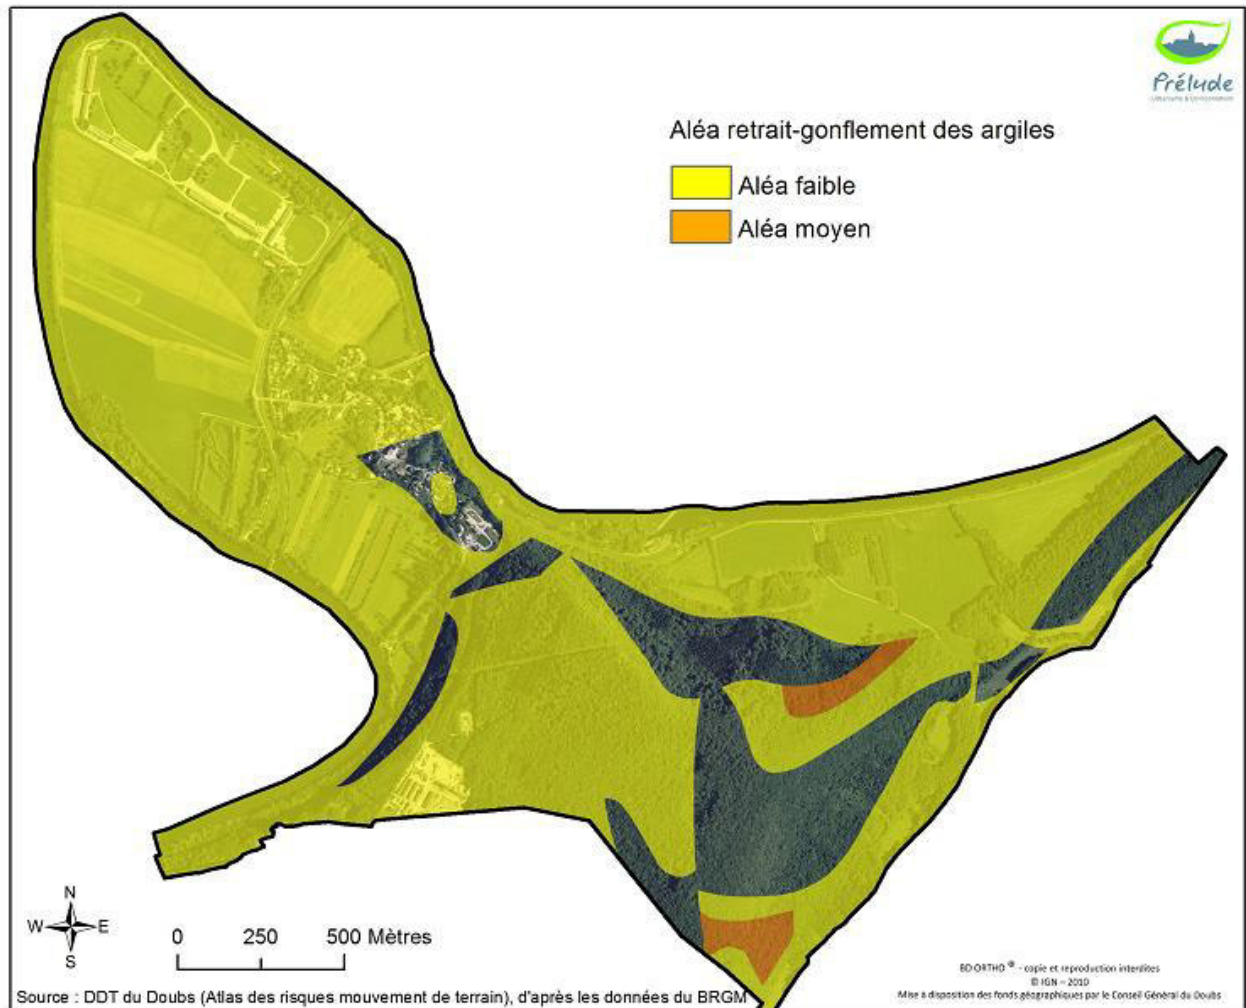 Prélude
Aléa retrait-gonflement des argiles
Aléa faible
Aléa moyen
N
W E
S
0 250 500 Mètres
BD ORTHO ® - copie et reproduction interdites
© IGN – 2010
Mise à disposition des fonds géographiques par le Conseil Général du Doubs
Source : DDT du Doubs (Atlas des risques mouvement de terrain), d'après les données du BRGM